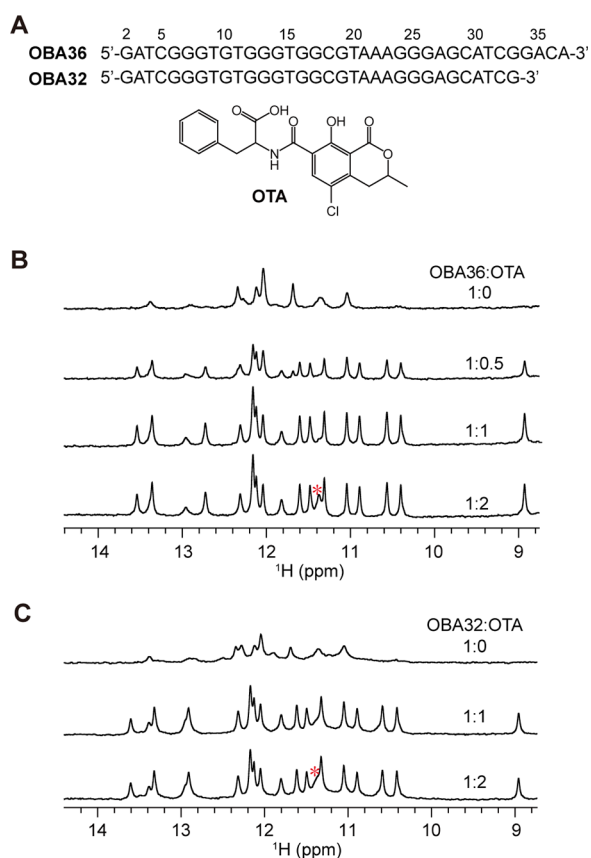 A
2 5 10 15 20 25 30 35
OBA36 5'-GATCGGGTGTGGGTGGCGTAAAGGGAGCATCGGACA-3'
OBA32 5'-GATCGGGTGTGGGTGGCGTAAAGGGAGCATCG-3'
O OH O OH O
N H O
OTA Cl
B
OBA36:OTA
1:0
1:0.5
1:1
*
1:2
14 13 12 11 10 9
¹H (ppm)
C
OBA32:OTA
1:0
1:1
*
1:2
14 13 12 11 10 9
¹H (ppm)